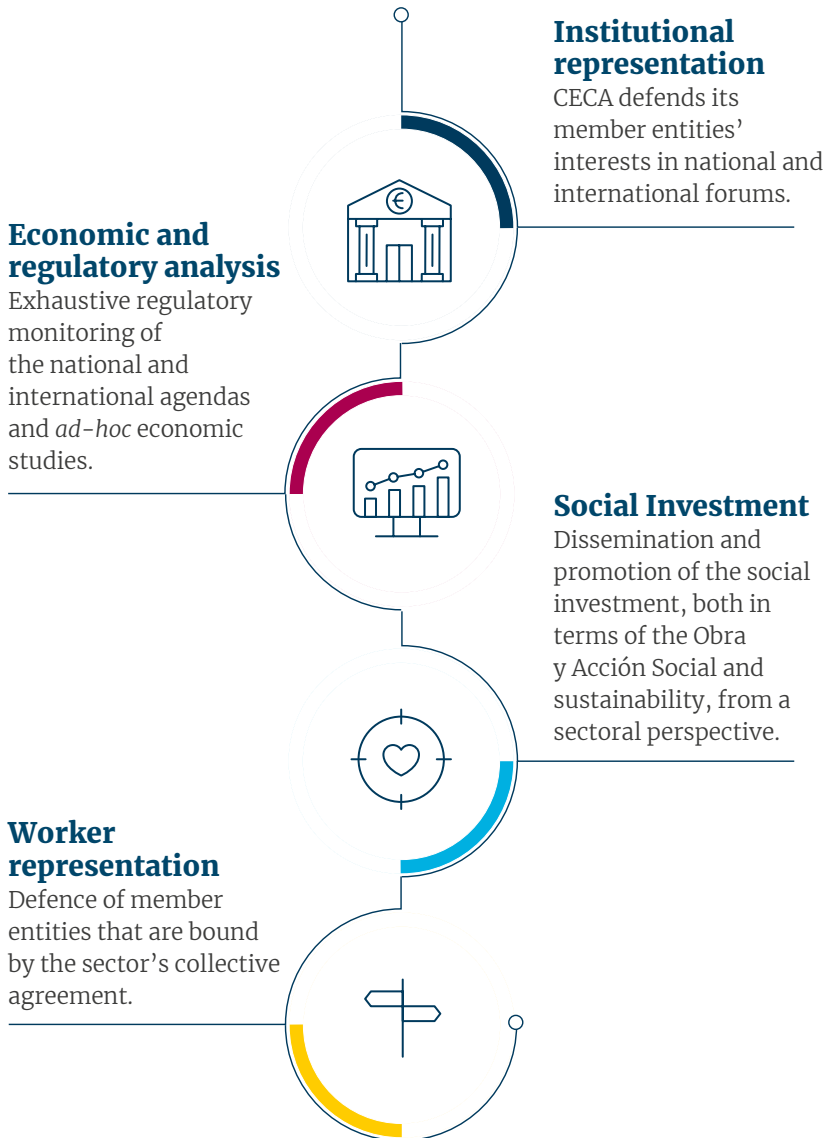 Institutional
representation
CECA defends its
member entities’
interests in national and
international forums.
Economic and
regulatory analysis
Exhaustive regulatory
monitoring of
the national and
international agendas
and ad-hoc economic
studies.
Social Investment
Dissemination and
promotion of the social
investment, both in
terms of the Obra
y Acción Social and
sustainability, from a
sectoral perspective.
Worker
representation
Defence of member
entities that are bound
by the sector’s collective
agreement.